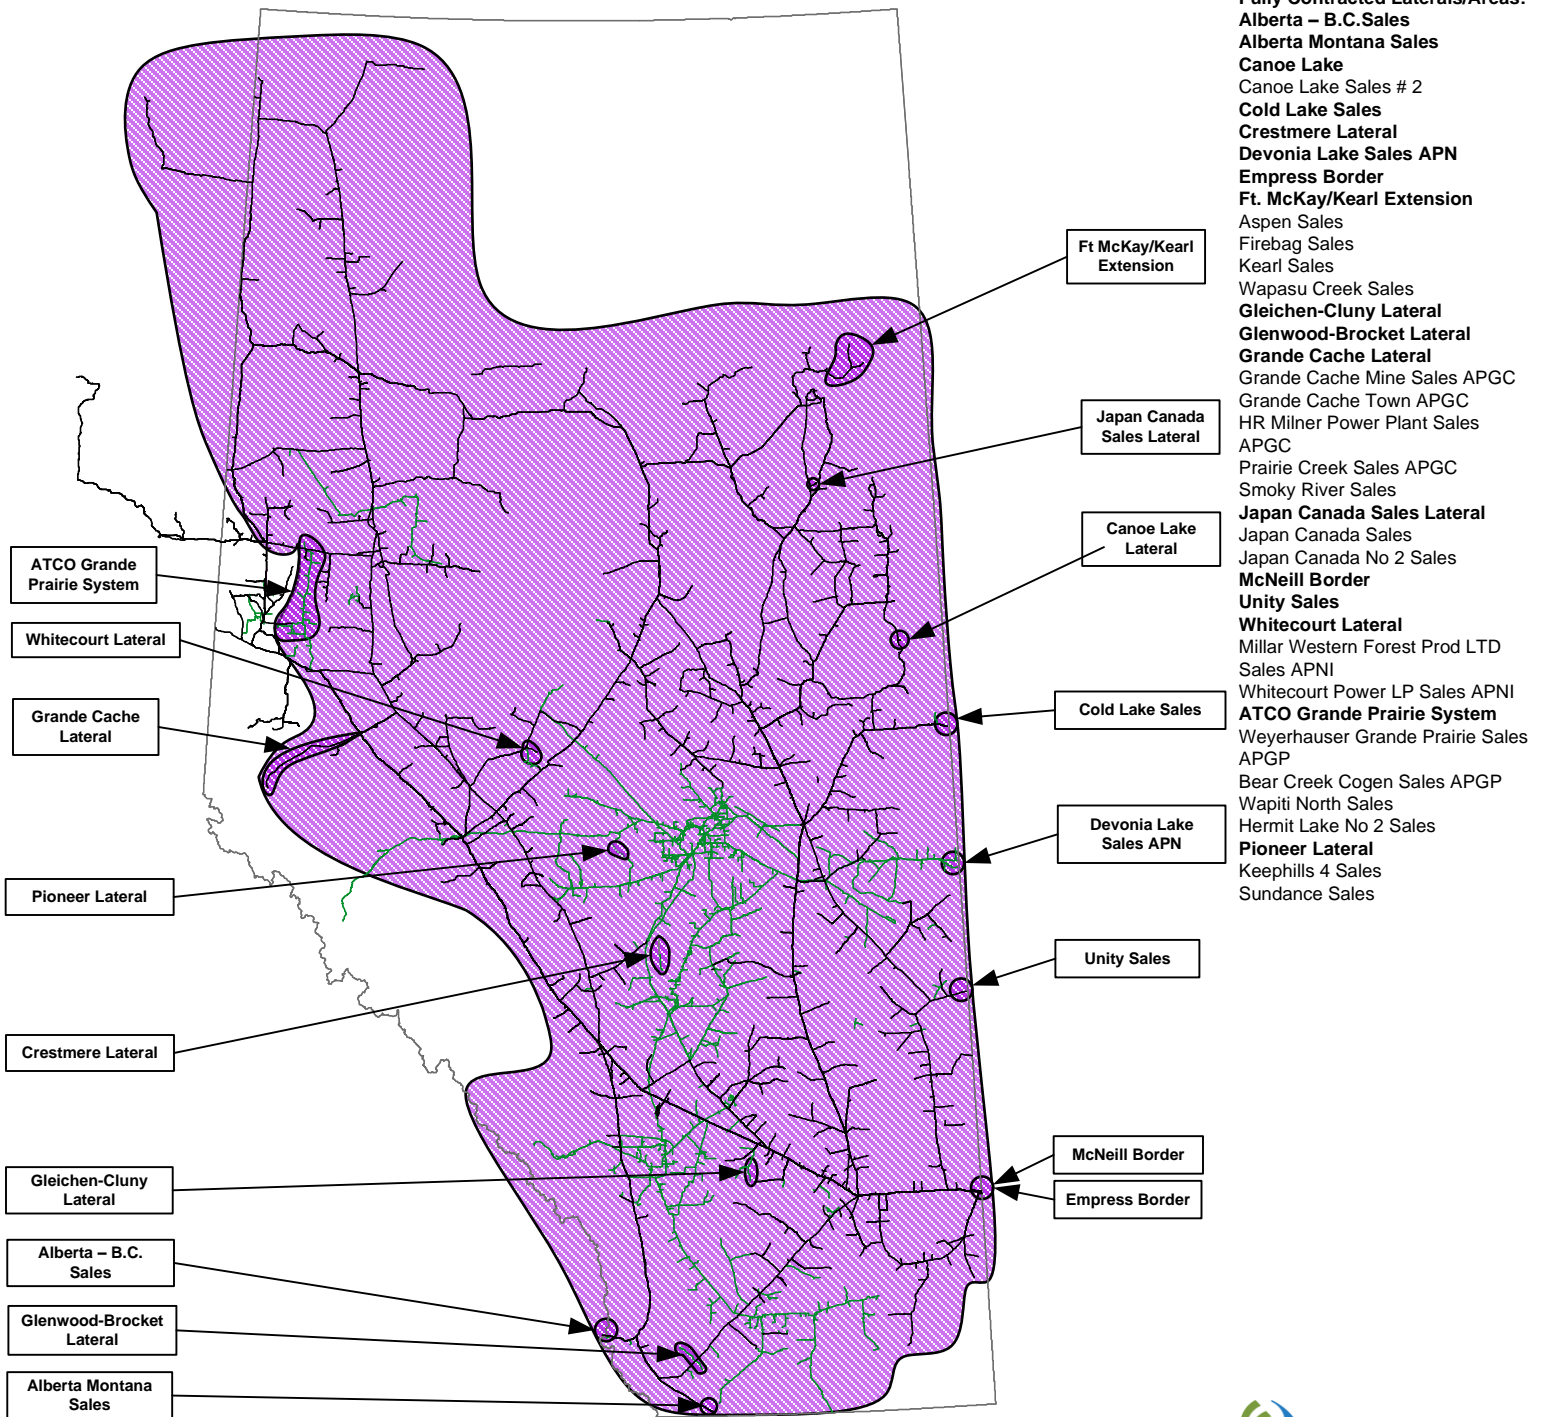 Fully Contracted Laterals/Areas:
Alberta – B.C.Sales
Alberta Montana Sales
Canoe Lake
Canoe Lake Sales # 2
Cold Lake Sales
Crestmere Lateral
Devonia Lake Sales APN
Empress Border
Ft. McKay/Kearl Extension
Aspen Sales
Firebag Sales
Kearl Sales
Wapasu Creek Sales
Gleichen-Cluny Lateral
Glenwood-Brocket Lateral
Grande Cache Lateral
Grande Cache Mine Sales APGC
Grande Cache Town APGC
HR Milner Power Plant Sales
APGC
Prairie Creek Sales APGC
Smoky River Sales
Japan Canada Sales Lateral
Japan Canada Sales
Japan Canada No 2 Sales
McNeill Border
Unity Sales
Whitecourt Lateral
Millar Western Forest Prod LTD
Sales APNI
Whitecourt Power LP Sales APNI
ATCO Grande Prairie System
Weyerhauser Grande Prairie Sales
APGP
Bear Creek Cogen Sales APGP
Wapiti North Sales
Hermit Lake No 2 Sales
Pioneer Lateral
Keephills 4 Sales
Sundance Sales
Ft McKay/Kearl
Extension
Japan Canada
Sales Lateral
Canoe Lake
Lateral
Cold Lake Sales
Devonia Lake
Sales APN
Unity Sales
McNeill Border
Empress Border
ATCO Grande
Prairie System
Whitecourt Lateral
Grande Cache
Lateral
Pioneer Lateral
Crestmere Lateral
Gleichen-Cluny
Lateral
Alberta – B.C.
Sales
Glenwood-Brocket
Lateral
Alberta Montana
Sales